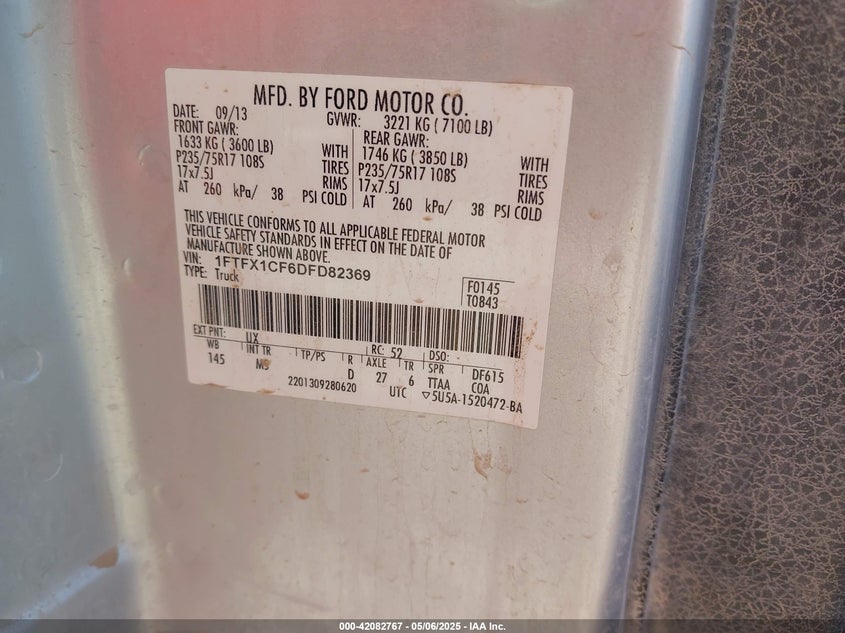 MFD. BY FORD MOTOR CO.
DATE: 09/13 GVWR: 3221 KG ( 7100 LB)
FRONT GAWR: REAR GAWR:
1633 KG ( 3600 LB) WITH 1746 KG ( 3850 LB) WITH
P235/75R17 108S TIRES P235/75R17 108S TIRES
17x7.5J RIMS 17x7.5J RIMS
AT 260 kPa/ 38 PSI COLD AT 260 kPa/ 38 PSI COLD
THIS VEHICLE CONFORMS TO ALL APPLICABLE FEDERAL MOTOR
VEHICLE SAFETY STANDARDS IN EFFECT ON THE DATE OF
MANUFACTURE SHOWN ABOVE.
VIN: 1FTFX1CF6DFD82369
TYPE: Truck
F0145
T0843
EXT PNT: UX RC: 52 DSO:
WB INT TR TP/PS R AXLE TR SPR DF615
145 MS D 27 6 TTAA COA
2201309280620 UTC ▽5U5A-1520472-BA
000-42082767 - 05/06/2025 - IAA Inc.